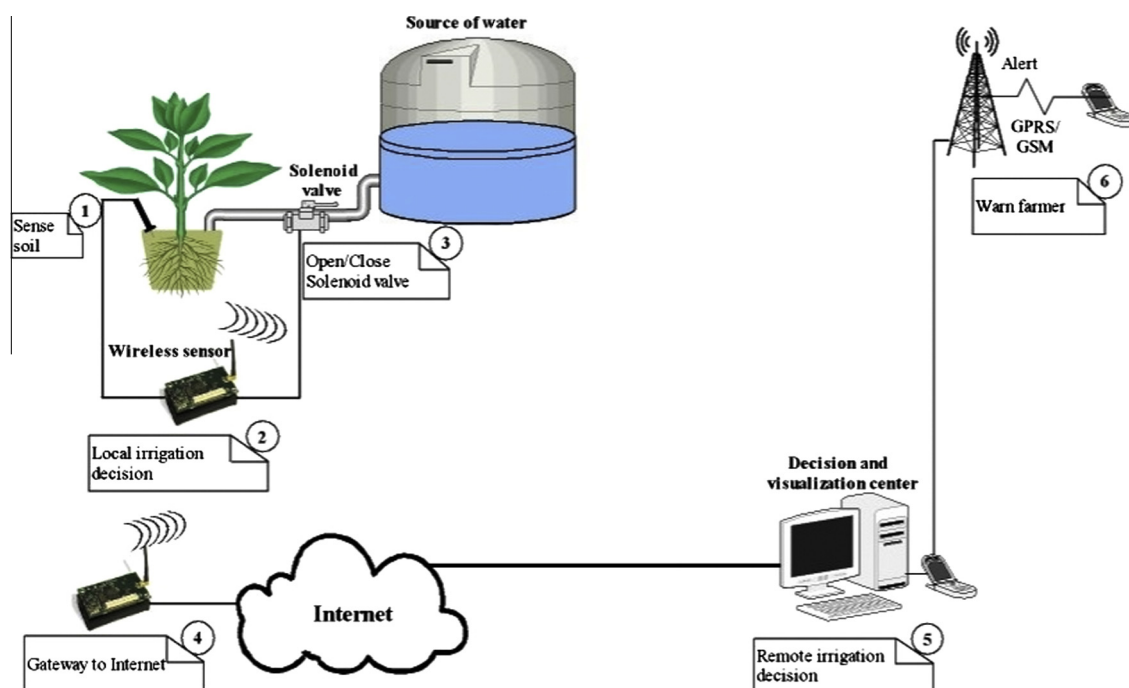 Source of water
Solenoid
valve
1
Sense
soil
3
Open/Close
Solenoid valve
Wireless sensor
2
Local irrigation
decision
4
Gateway to Internet
Internet
Decision and
visualization center
5
Remote irrigation
decision
Alert
GPRS/
GSM
6
Warn farmer